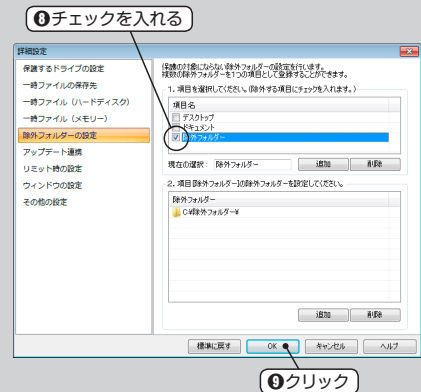 ❽チェックを入れる
詳細設定
保護するドライブの設定
一時ファイルの保存先
一時ファイル（ハードディスク）
一時ファイル（メモリー）
除外フォルダーの設定
アップデート連携
リミット時の設定
ウィンドウの設定
その他の設定
保護の対象にならない除外フォルダーの設定を行います。
複数の除外フォルダーを1つの項目として登録することができます。
1. 項目を選択してください。(除外する項目にチェックを入れます。)
項目名
デスクトップ
ドキュメント
除外フォルダー
現在の選択： 除外フォルダー 追加 削除
2. 項目[除外フォルダー]の除外フォルダーを設定してください。
除外フォルダー
C:¥除外フォルダー¥
追加 削除
標準に戻す OK キャンセル ヘルプ
❾クリック